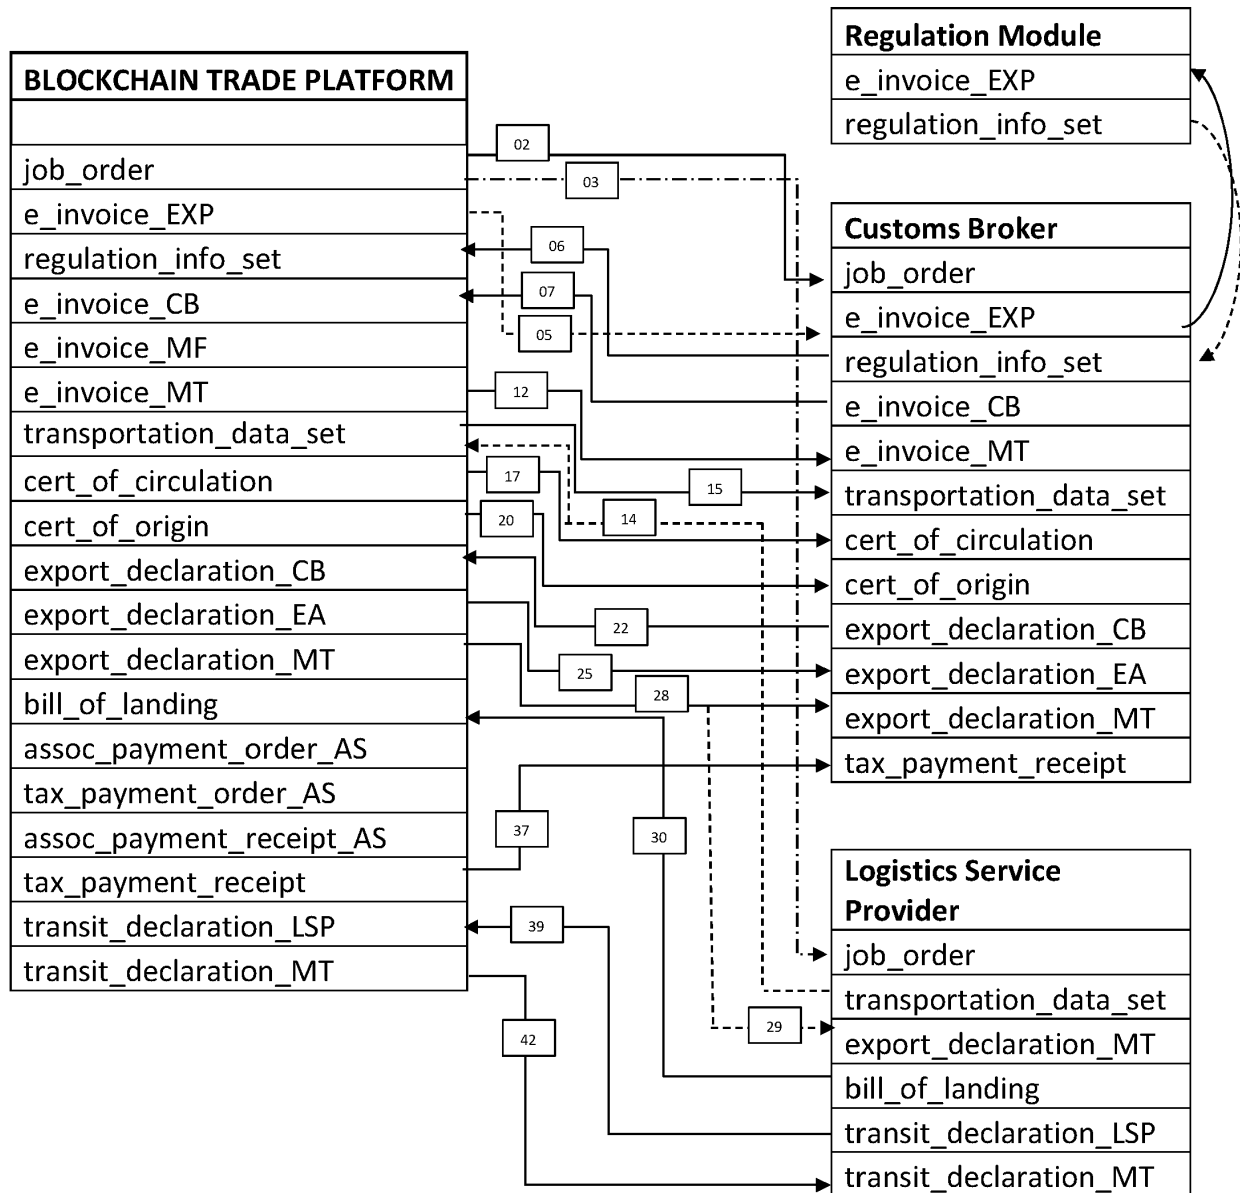 BLOCKCHAIN TRADE PLATFORM
job_order
e_invoice_EXP
regulation_info_set
e_invoice_CB
e_invoice_MF
e_invoice_MT
transportation_data_set
cert_of_circulation
cert_of_origin
export_declaration_CB
export_declaration_EA
export_declaration_MT
bill_of_landing
assoc_payment_order_AS
tax_payment_order_AS
assoc_payment_receipt_AS
tax_payment_receipt
transit_declaration_LSP
transit_declaration_MT
02
03
06
07
05
12
17
15
20
14
22
25
28
37
30
39
29
42
Regulation Module
e_invoice_EXP
regulation_info_set
Customs Broker
job_order
e_invoice_EXP
regulation_info_set
e_invoice_CB
e_invoice_MT
transportation_data_set
cert_of_circulation
cert_of_origin
export_declaration_CB
export_declaration_EA
export_declaration_MT
tax_payment_receipt
Logistics Service
Provider
job_order
transportation_data_set
export_declaration_MT
bill_of_landing
transit_declaration_LSP
transit_declaration_MT